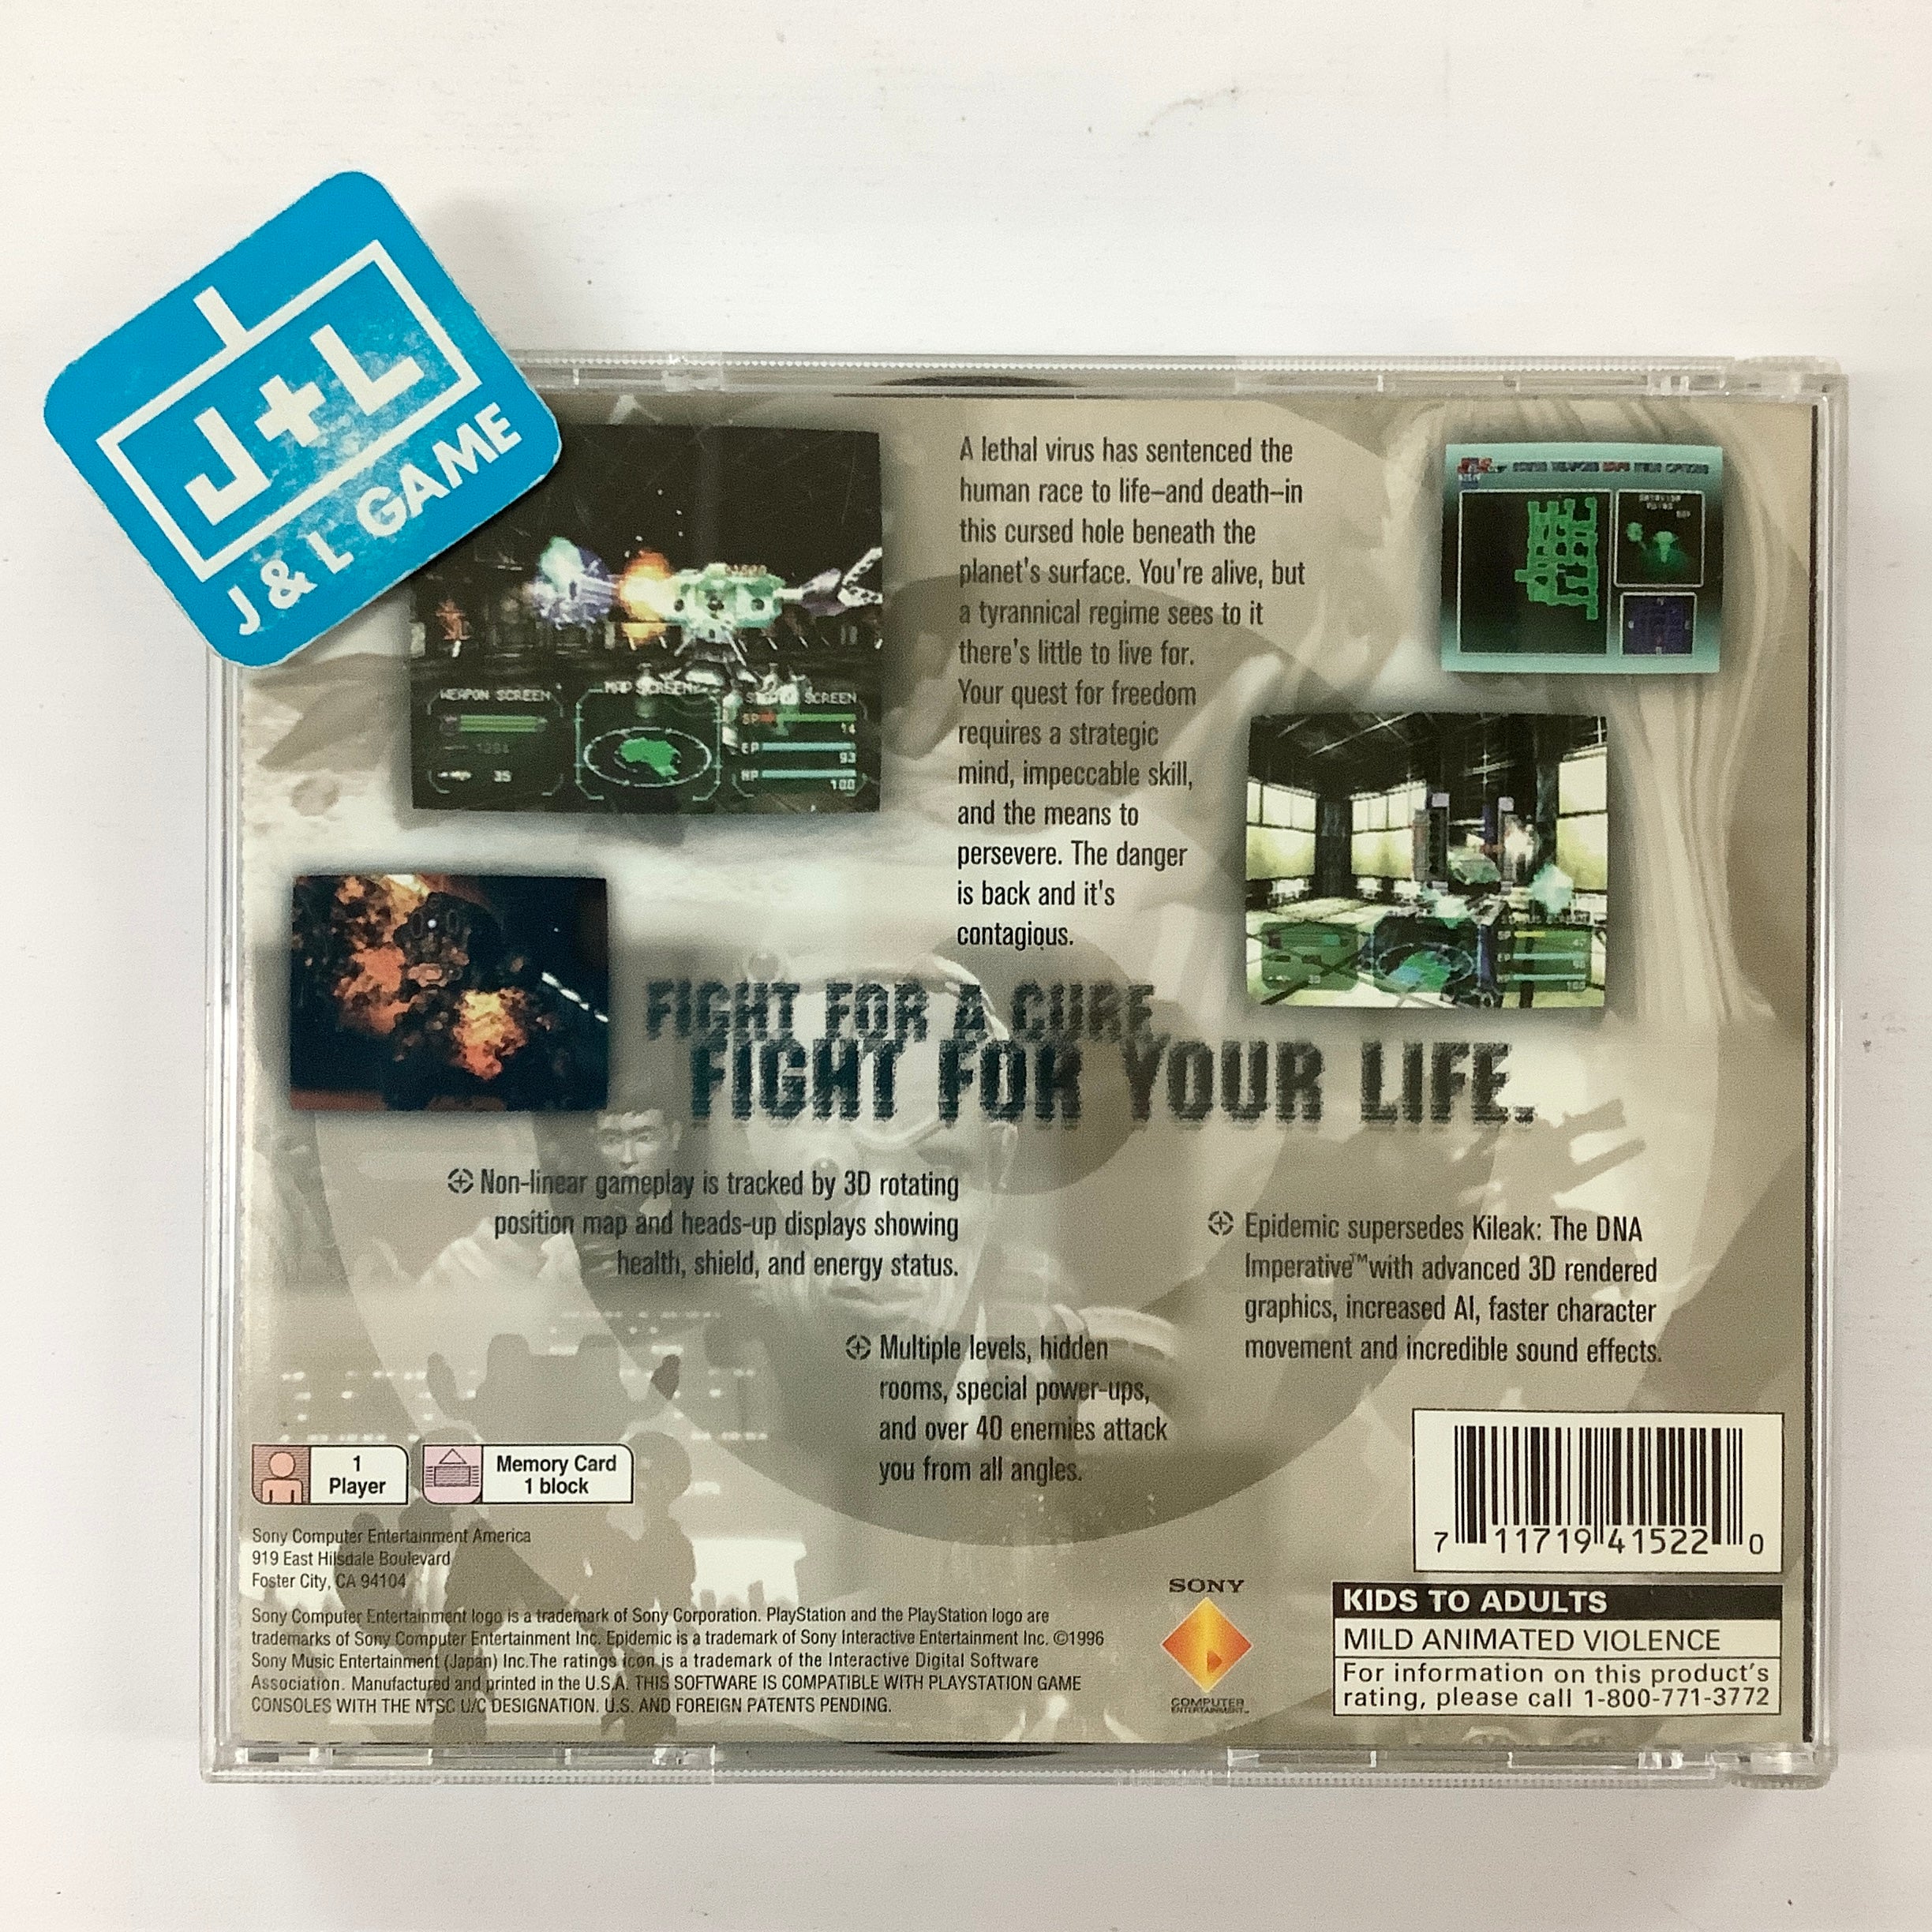 J+L
J & L GAME
A lethal virus has sentenced the
human race to life–and death–in
this cursed hole beneath the
planet's surface. You're alive, but
a tyrannical regime sees to it
there's little to live for.
Your quest for freedom
requires a strategic
mind, impeccable skill,
and the means to
persevere. The danger
is back and it's
contagious.
WEAPON SCREEN
MAP SCREEN
SCREEN
SP
14
1294
EP
93
35
HP
100
FIGHT FOR A CURE.
FIGHT FOR YOUR LIFE.
Non-linear gameplay is tracked by 3D rotating
position map and heads-up displays showing
health, shield, and energy status.
Multiple levels, hidden
rooms, special power-ups,
and over 40 enemies attack
you from all angles.
Epidemic supersedes Kileak: The DNA
Imperative™with advanced 3D rendered
graphics, increased AI, faster character
movement and incredible sound effects.
1
Player
Memory Card
1 block
Sony Computer Entertainment America
919 East Hilsdale Boulevard
Foster City, CA 94104
Sony Computer Entertainment logo is a trademark of Sony Corporation. PlayStation and the PlayStation logo are
trademarks of Sony Computer Entertainment Inc. Epidemic is a trademark of Sony Interactive Entertainment Inc. ©1996
Sony Music Entertainment (Japan) Inc.The ratings icon is a trademark of the Interactive Digital Software
Association. Manufactured and printed in the U.S.A. THIS SOFTWARE IS COMPATIBLE WITH PLAYSTATION GAME
CONSOLES WITH THE NTSC U/C DESIGNATION. U.S. AND FOREIGN PATENTS PENDING.
SONY
COMPUTER
ENTERTAINMENT™
7 11719 41522 0
KIDS TO ADULTS
MILD ANIMATED VIOLENCE
For information on this product's
rating, please call 1-800-771-3772